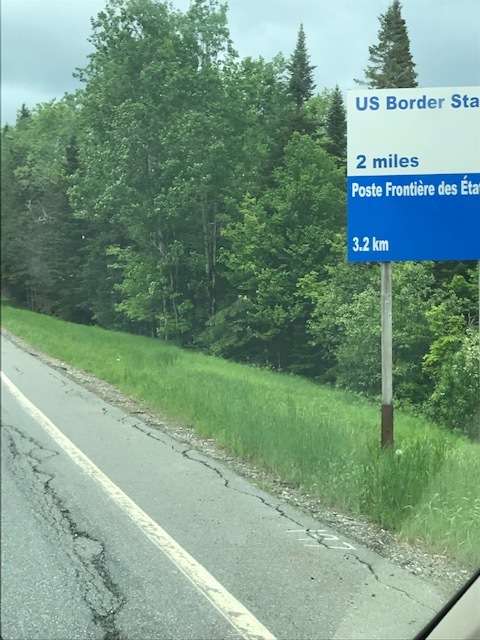 US Border Sta
2 miles
Poste Frontière des Éta
3.2 km